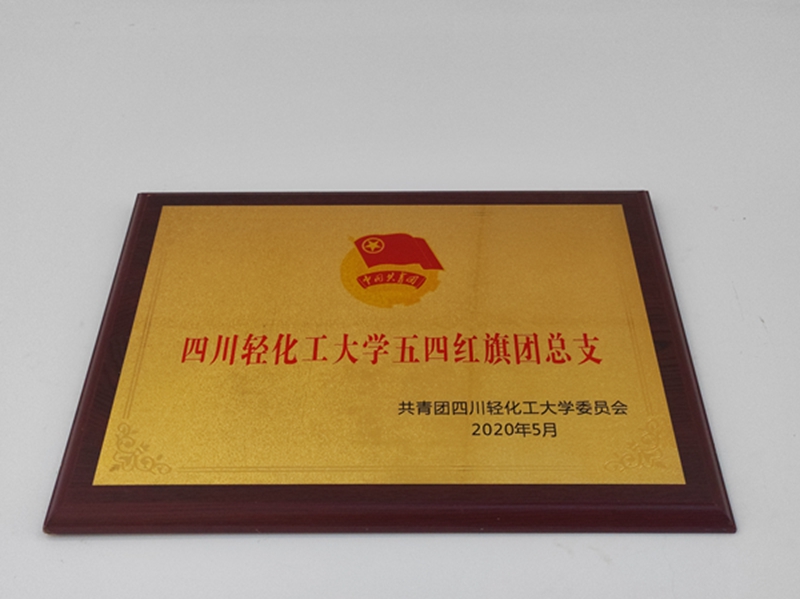 中国共青团
四川轻化工大学五四红旗团总支
共青团四川轻化工大学委员会
2020年5月